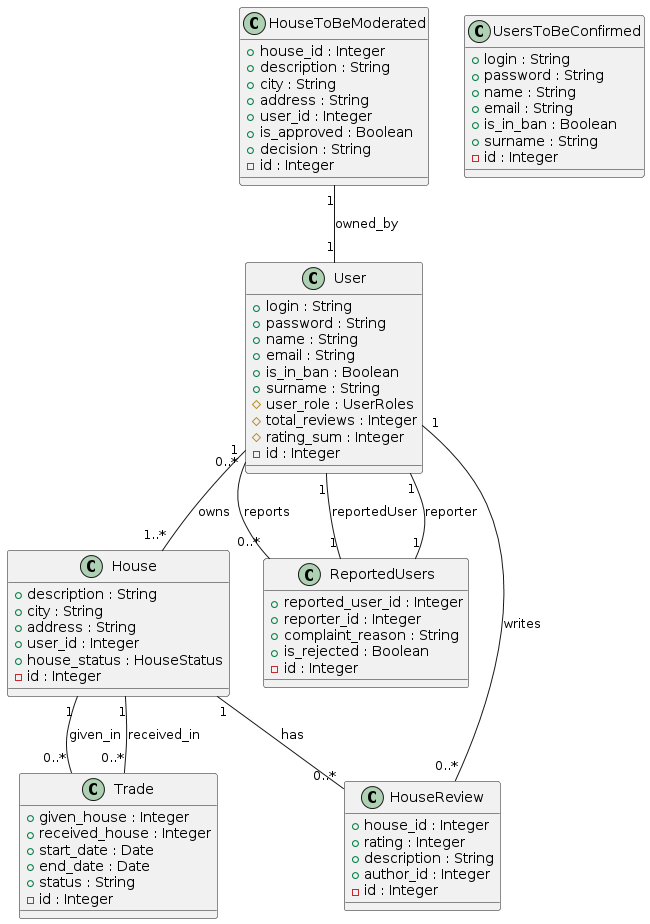 C HouseToBeModerated
house_id : Integer
description : String
city : String
address : String
user_id : Integer
is_approved : Boolean
decision : String
id : Integer
C UsersToBeConfirmed
login : String
password : String
name : String
email : String
is_in_ban : Boolean
surname : String
id : Integer
1
owned_by
1
C User
login : String
password : String
name : String
email : String
is_in_ban : Boolean
surname : String
user_role : UserRoles
total_reviews : Integer
rating_sum : Integer
id : Integer
1
0..*
1
1
1
owns
reports
reportedUser
reporter
1..*
0..*
1
1
writes
C House
description : String
city : String
address : String
user_id : Integer
house_status : HouseStatus
id : Integer
C ReportedUsers
reported_user_id : Integer
reporter_id : Integer
complaint_reason : String
is_rejected : Boolean
id : Integer
1
1
1
given_in
received_in
has
0..*
0..*
0..*
0..*
C Trade
given_house : Integer
received_house : Integer
start_date : Date
end_date : Date
status : String
id : Integer
C HouseReview
house_id : Integer
rating : Integer
description : String
author_id : Integer
id : Integer